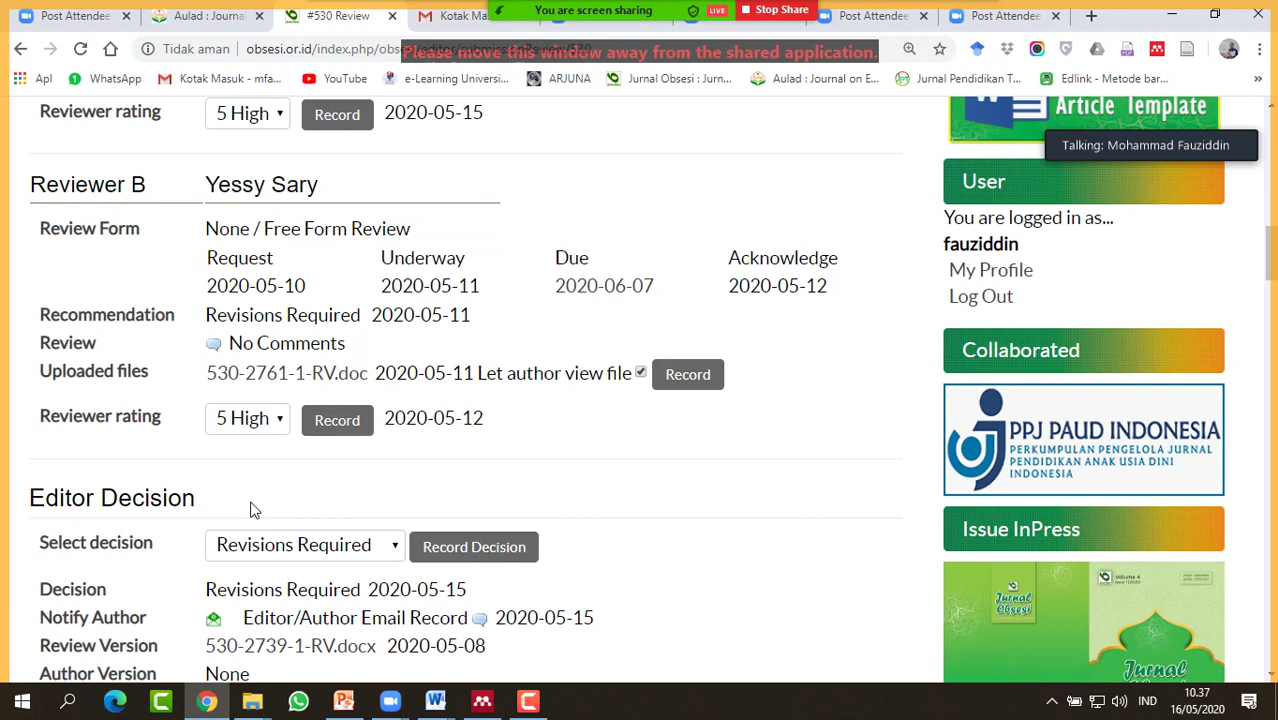 You are screen sharing LIVE Stop Share
Post Attendee Aulad : Journal #530 Review Kotak Mas Post Attendee Post Attendee
Tidak aman obsesi.or.id/index.php/obsesi/editor/submissionReview/530
Please move this window away from the shared application.
Apl WhatsApp Kotak Masuk - mfa... YouTube e-Learning Universi... ARJUNA Jurnal Obsesi : Jurn... Aulad : Journal on E... Jurnal Pendidikan T... Edlink - Metode bar... »
Article Template
Reviewer rating 5 High Record 2020-05-15
Talking: Mohammad Fauziddin
Reviewer B Yessy Sary
User
You are logged in as...
fauziddin
My Profile
Log Out
Review Form None / Free Form Review
Request Underway Due Acknowledge
2020-05-10 2020-05-11 2020-06-07 2020-05-12
Recommendation Revisions Required 2020-05-11
Review No Comments
Uploaded files 530-2761-1-RV.doc 2020-05-11 Let author view file Record
Reviewer rating 5 High Record 2020-05-12
Collaborated
PPJ PAUD INDONESIA
PERKUMPULAN PENGELOLA JURNAL
PENDIDIKAN ANAK USIA DINI
INDONESIA
Editor Decision
Select decision Revisions Required Record Decision
Decision Revisions Required 2020-05-15
Notify Author Editor/Author Email Record 2020-05-15
Review Version 530-2739-1-RV.docx 2020-05-08
Author Version None
Issue InPress
Jurnal
Obsesi
Volume 4
Jurnal
IND 10.37
16/05/2020